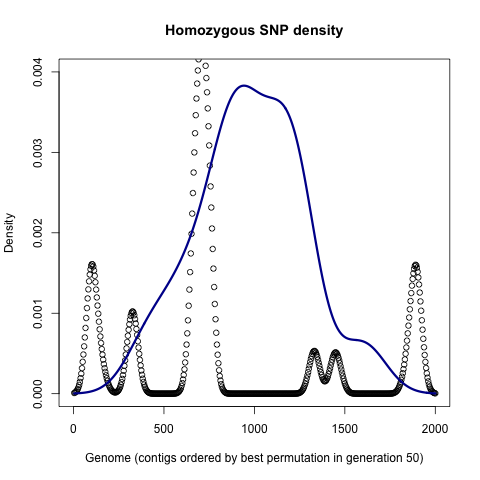 Homozygous SNP density
Density
0.004
0.003
0.002
0.001
0.000
0 500 1000 1500 2000
Genome (contigs ordered by best permutation in generation 50)